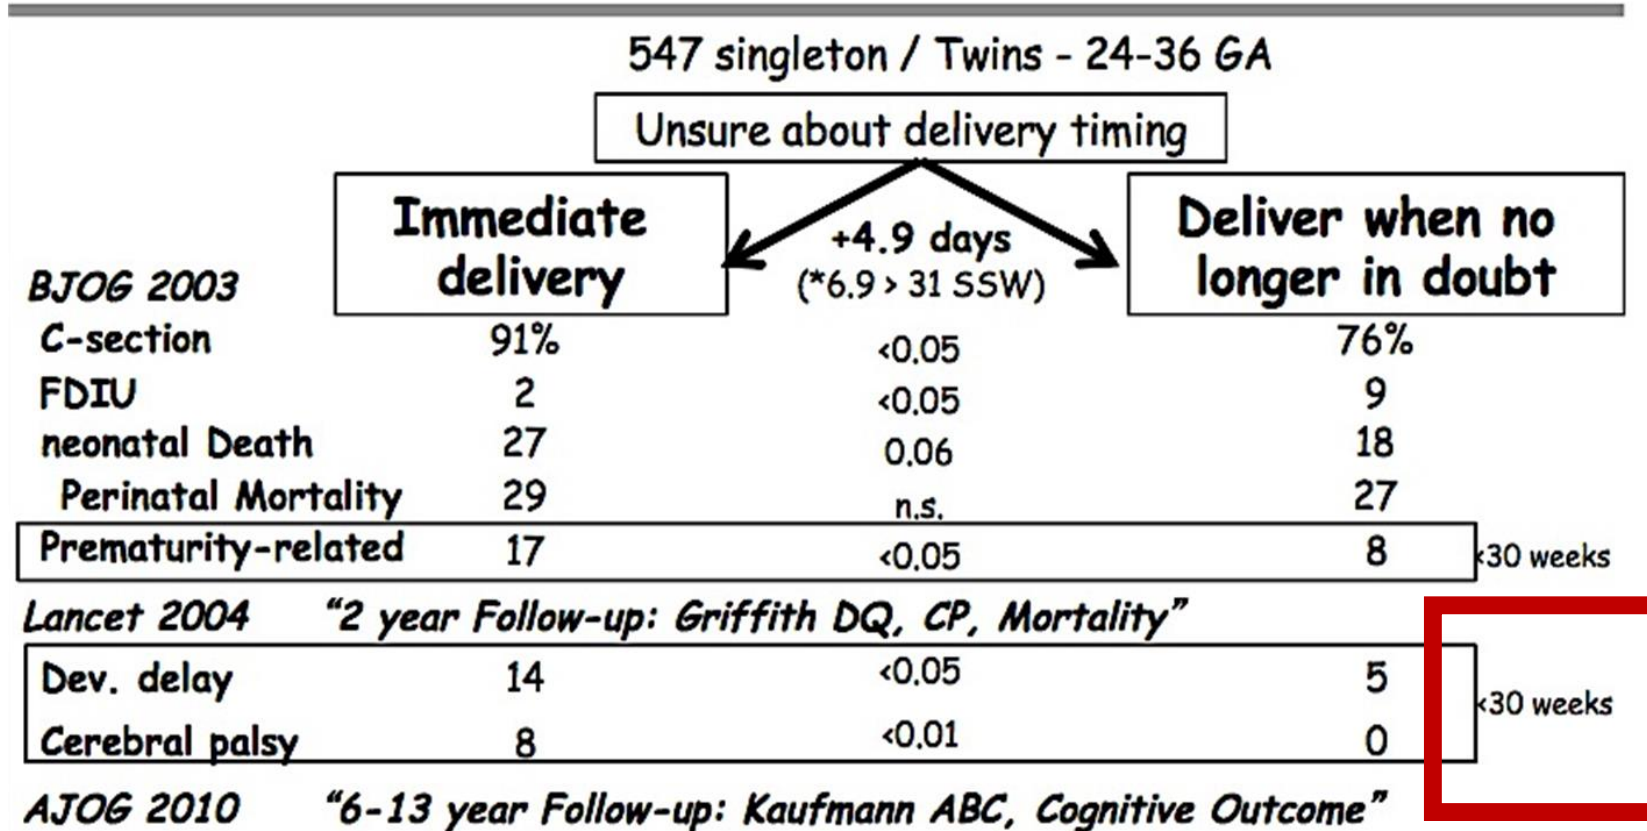 547 singleton / Twins - 24-36 GA
Unsure about delivery timing
Immediate delivery
+4.9 days
(*6.9 > 31 SSW)
Deliver when no longer in doubt
BJOG 2003
C-section 91% <0.05 76%
FDIU 2 <0.05 9
neonatal Death 27 0.06 18
Perinatal Mortality 29 n.s. 27
Prematurity-related 17 <0.05 8 <30 weeks
Lancet 2004 “2 year Follow-up: Griffith DQ, CP, Mortality”
Dev. delay 14 <0.05 5
<30 weeks
Cerebral palsy 8 <0.01 0
AJOG 2010 “6-13 year Follow-up: Kaufmann ABC, Cognitive Outcome”